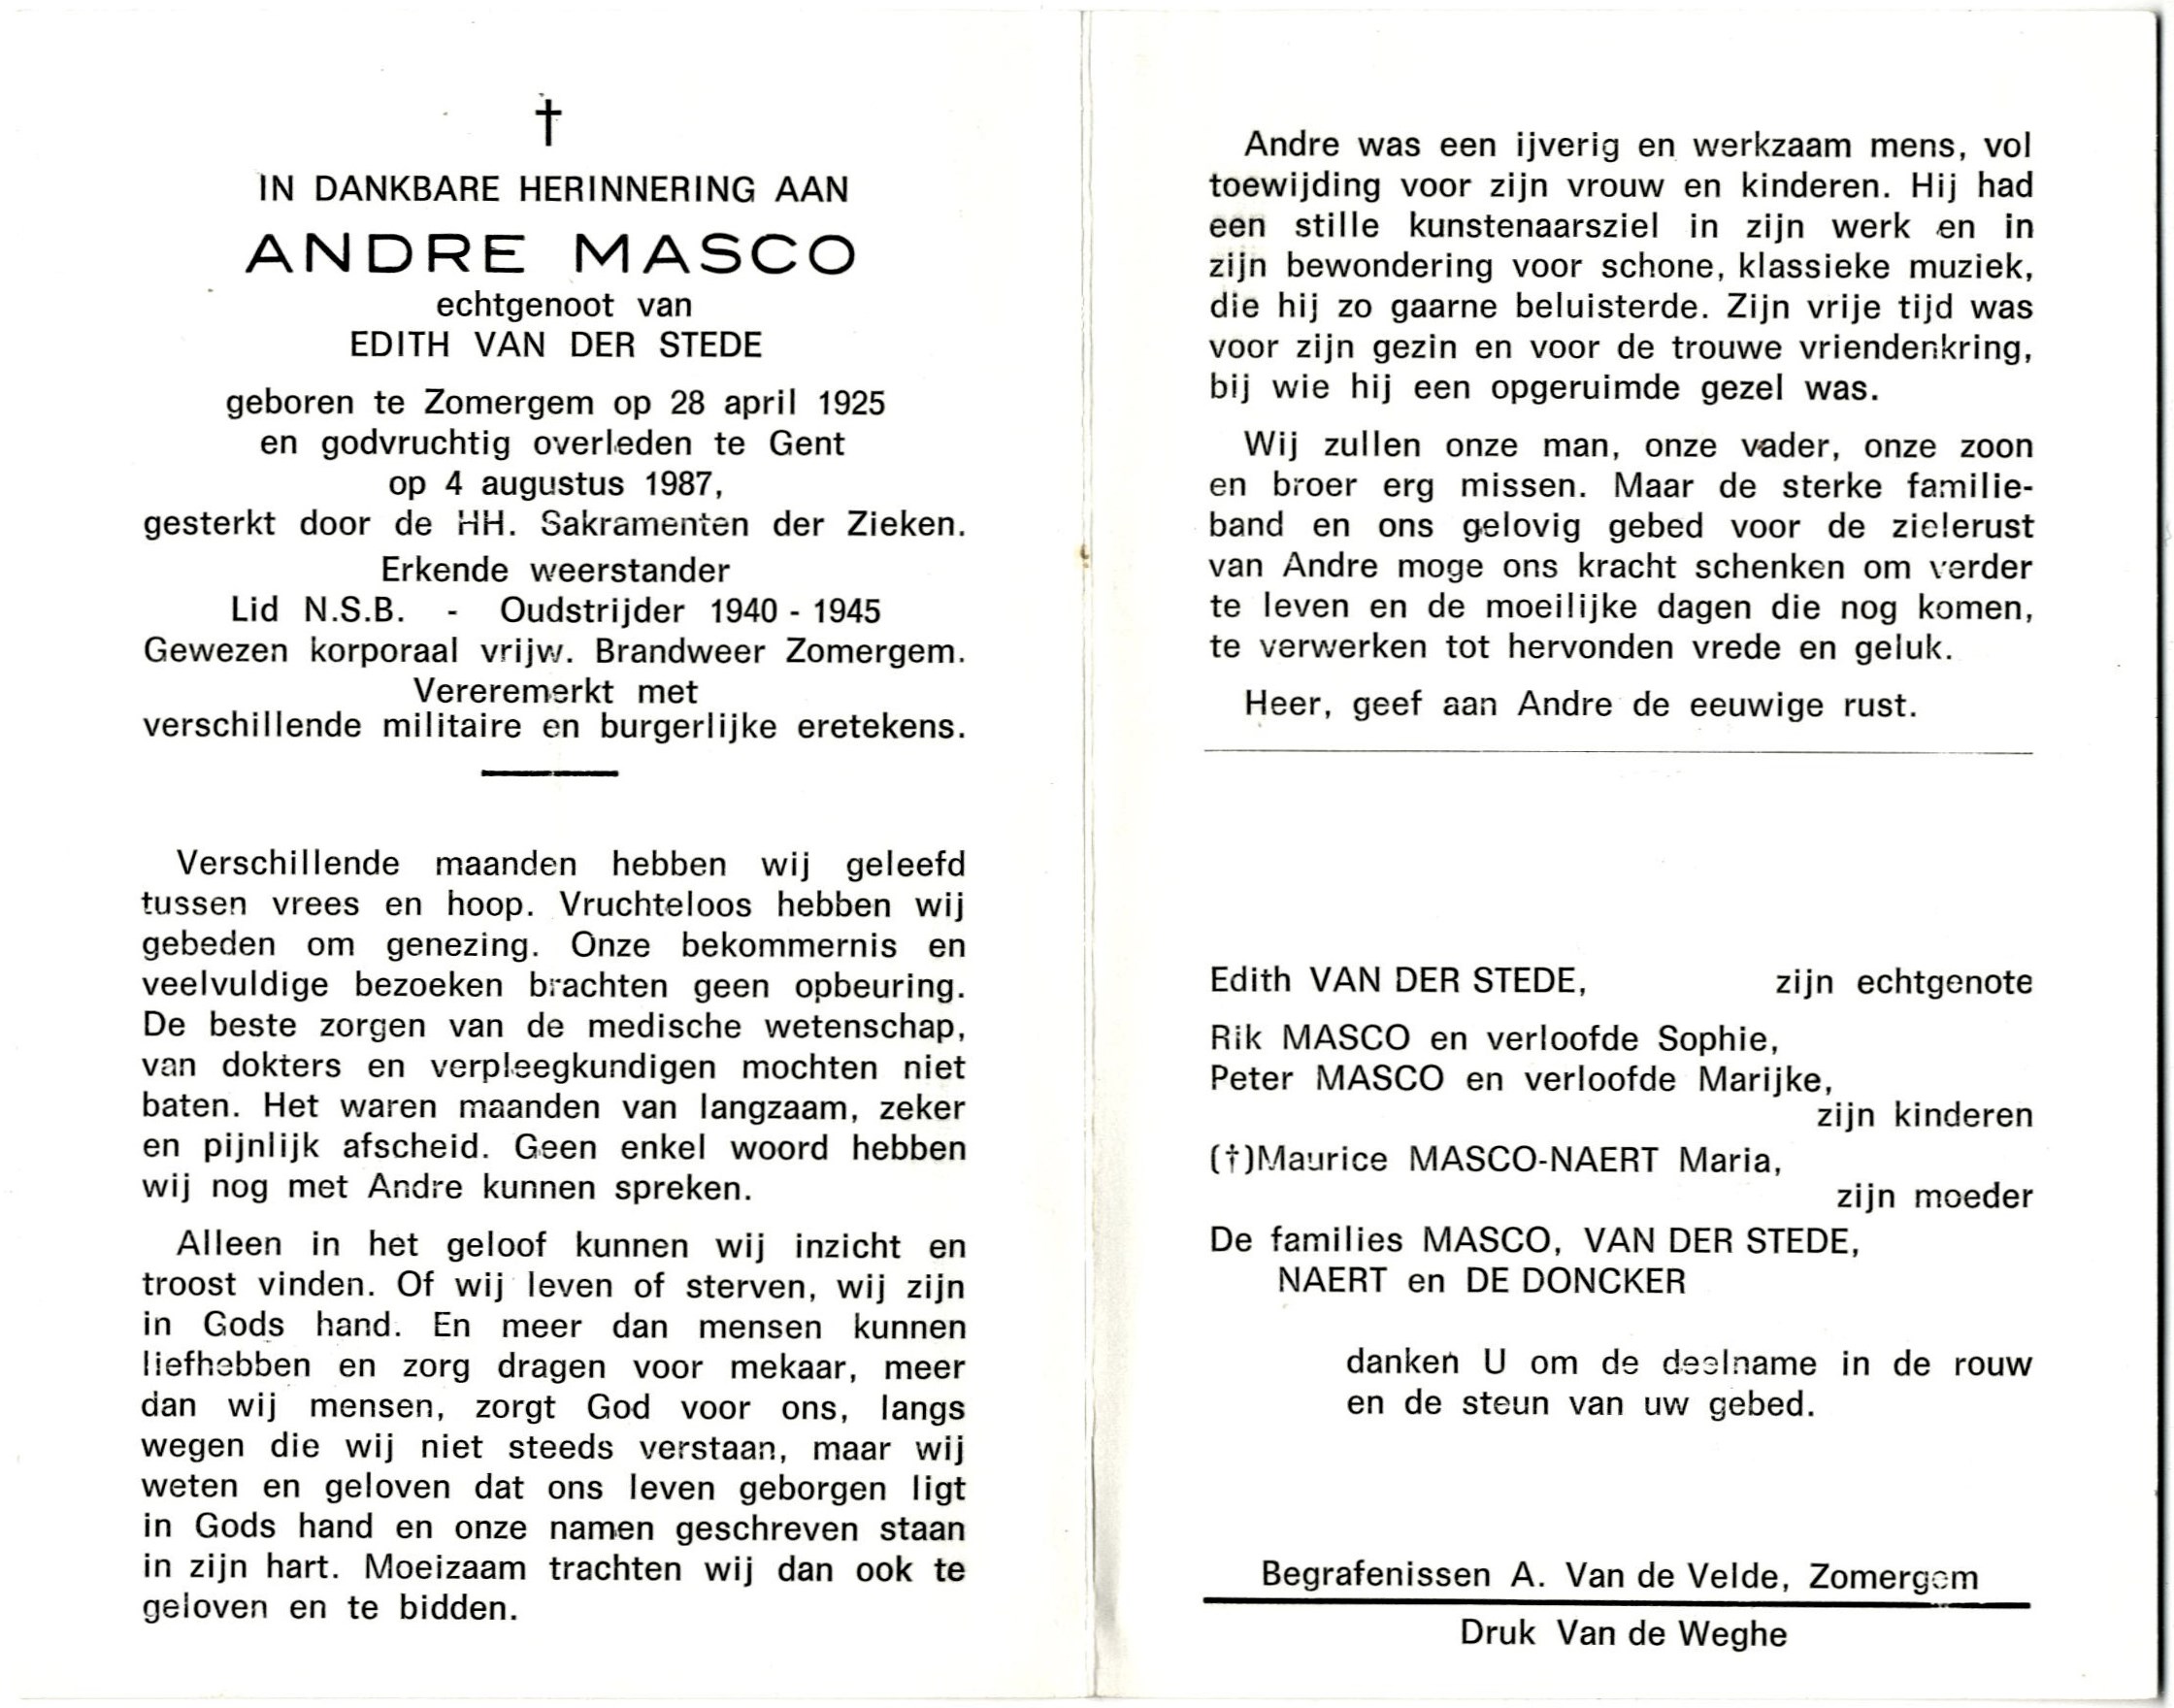 †
IN DANKBARE HERINNERING AAN
ANDRE MASCO
echtgenoot van
EDITH VAN DER STEDE
geboren te Zomergem op 28 april 1925
en godvruchtig overleden te Gent
op 4 augustus 1987,
gesterkt door de HH. Sakramenten der Zieken.
Erkende weerstander
Lid N.S.B. - Oudstrijder 1940 - 1945
Gewezen korporaal vrijw. Brandweer Zomergem.
Vereremerkt met
verschillende militaire en burgerlijke eretekens.
Verschillende maanden hebben wij geleefd
tussen vrees en hoop. Vruchteloos hebben wij
gebeden om genezing. Onze bekommernis en
veelvuldige bezoeken brachten geen opbeuring.
De beste zorgen van de medische wetenschap,
van dokters en verpleegkundigen mochten niet
baten. Het waren maanden van langzaam, zeker
en pijnlijk afscheid. Geen enkel woord hebben
wij nog met Andre kunnen spreken.
Alleen in het geloof kunnen wij inzicht en
troost vinden. Of wij leven of sterven, wij zijn
in Gods hand. En meer dan mensen kunnen
liefhebben en zorg dragen voor mekaar, meer
dan wij mensen, zorgt God voor ons, langs
wegen die wij niet steeds verstaan, maar wij
weten en geloven dat ons leven geborgen ligt
in Gods hand en onze namen geschreven staan
in zijn hart. Moeizaam trachten wij dan ook te
geloven en te bidden.
Andre was een ijverig en werkzaam mens, vol
toewijding voor zijn vrouw en kinderen. Hij had
een stille kunstenaarsziel in zijn werk en in
zijn bewondering voor schone, klassieke muziek,
die hij zo gaarne beluisterde. Zijn vrije tijd was
voor zijn gezin en voor de trouwe vriendenkring,
bij wie hij een opgeruimde gezel was.
Wij zullen onze man, onze vader, onze zoon
en broer erg missen. Maar de sterke familie-
band en ons gelovig gebed voor de zielerust
van Andre moge ons kracht schenken om verder
te leven en de moeilijke dagen die nog komen,
te verwerken tot hervonden vrede en geluk.
Heer, geef aan Andre de eeuwige rust.
Edith VAN DER STEDE, zijn echtgenote
Rik MASCO en verloofde Sophie,
Peter MASCO en verloofde Marijke,
zijn kinderen
(†)Maurice MASCO-NAERT Maria,
zijn moeder
De families MASCO, VAN DER STEDE,
NAERT en DE DONCKER
danken U om de deelname in de rouw
en de steun van uw gebed.
Begrafenissen A. Van de Velde, Zomergem
Druk Van de Weghe